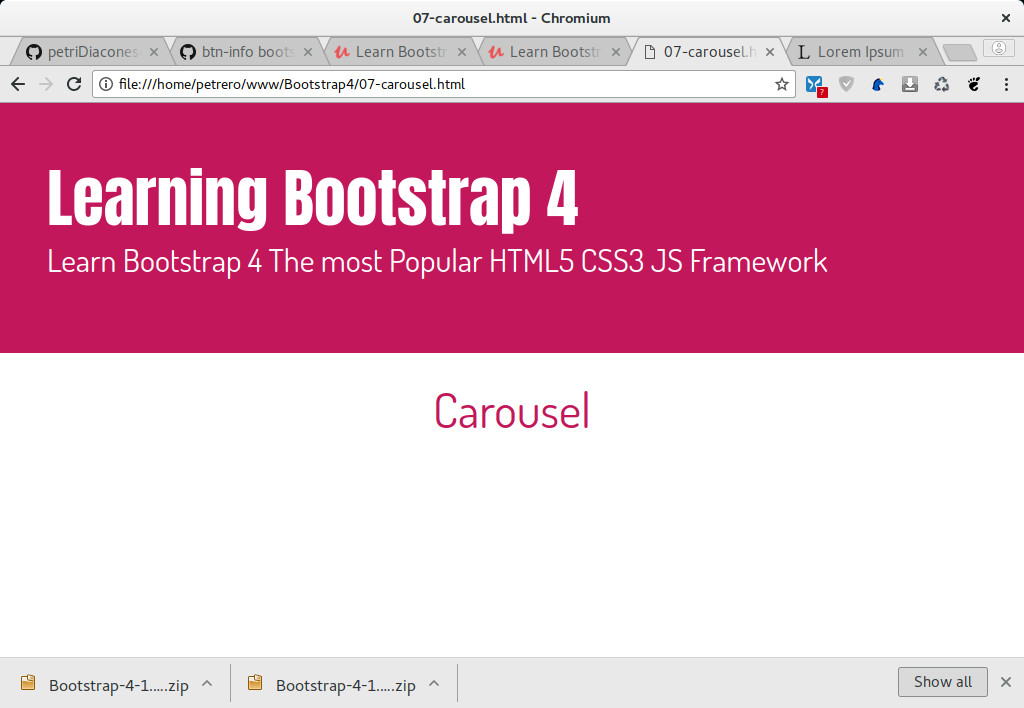 07-carousel.html - Chromium
petriDiacones
btn-info boots
Learn Bootstr
Learn Bootstr
07-carousel.h
Lorem Ipsum
file:///home/petrero/www/Bootstrap4/07-carousel.html
?
Learning Bootstrap 4
Learn Bootstrap 4 The most Popular HTML5 CSS3 JS Framework
Carousel
Bootstrap-4-1.....zip
Bootstrap-4-1.....zip
Show all